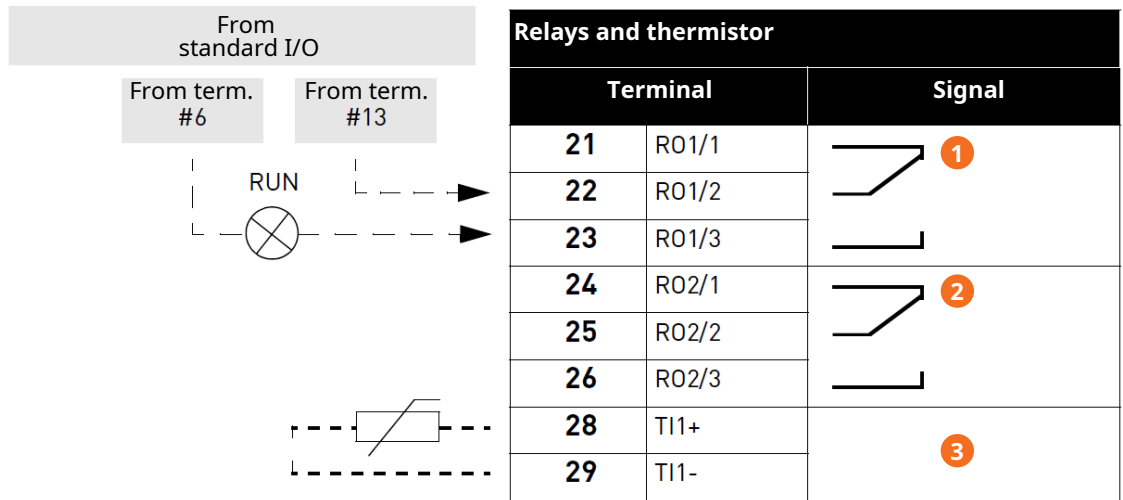 From
standard I/O
From term.
#6
From term.
#13
RUN
Relays and thermistor
Terminal Signal
21 RO1/1 1
22 RO1/2
23 RO1/3
24 RO2/1 2
25 RO2/2
26 RO2/3
28 TI1+
3
29 TI1-